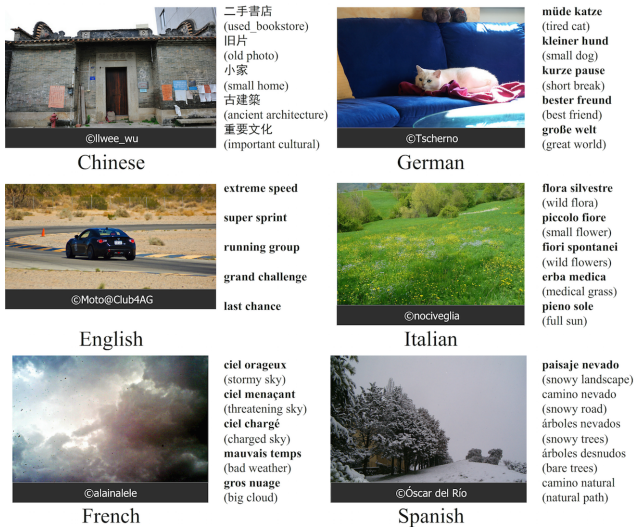 二手書店
(used_bookstore)
旧片
(old photo)
小家
(small home)
古建築
(ancient architecture)
重要文化
(important cultural)
©llwee_wu
Chinese
müde katze
(tired cat)
kleiner hund
(small dog)
kurze pause
(short break)
bester freund
(best friend)
große welt
(great world)
©Tscherno
German
extreme speed
super sprint
running group
grand challenge
last chance
©Moto@Club4AG
English
flora silvestre
(wild flora)
piccolo fiore
(small flower)
fiori spontanei
(wild flowers)
erba medica
(medical grass)
pieno sole
(full sun)
©nociveglia
Italian
ciel orageux
(stormy sky)
ciel menaçant
(threatening sky)
ciel chargé
(charged sky)
mauvais temps
(bad weather)
gros nuage
(big cloud)
©alainalele
French
paisaje nevado
(snowy landscape)
camino nevado
(snowy road)
árboles nevados
(snowy trees)
árboles desnudos
(bare trees)
camino natural
(natural path)
©Óscar del Río
Spanish